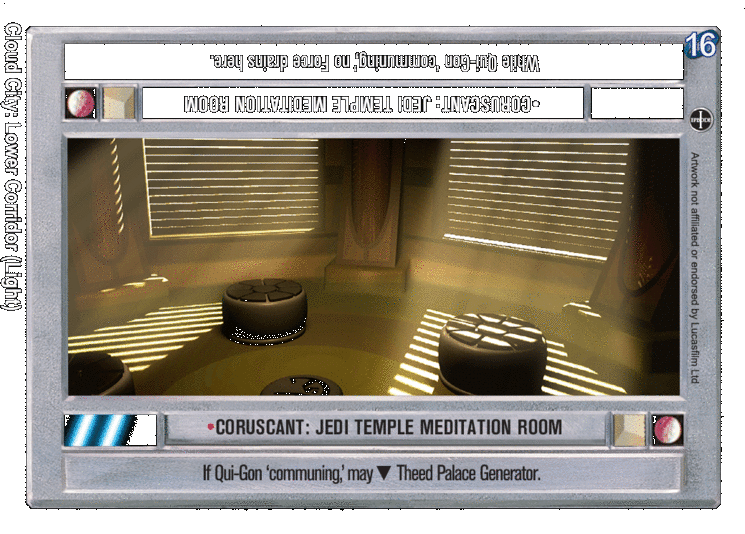 16
While Qui-Gon 'communing,' no Force drains here.
•CORUSCANT: JEDI TEMPLE MEDITATION ROOM
EPISODE I
Cloud City: Lower Corridor (Light)
Artwork not affiliated or endorsed by Lucasfilm Ltd
•CORUSCANT: JEDI TEMPLE MEDITATION ROOM
If Qui-Gon 'communing,' may ▼ Theed Palace Generator.